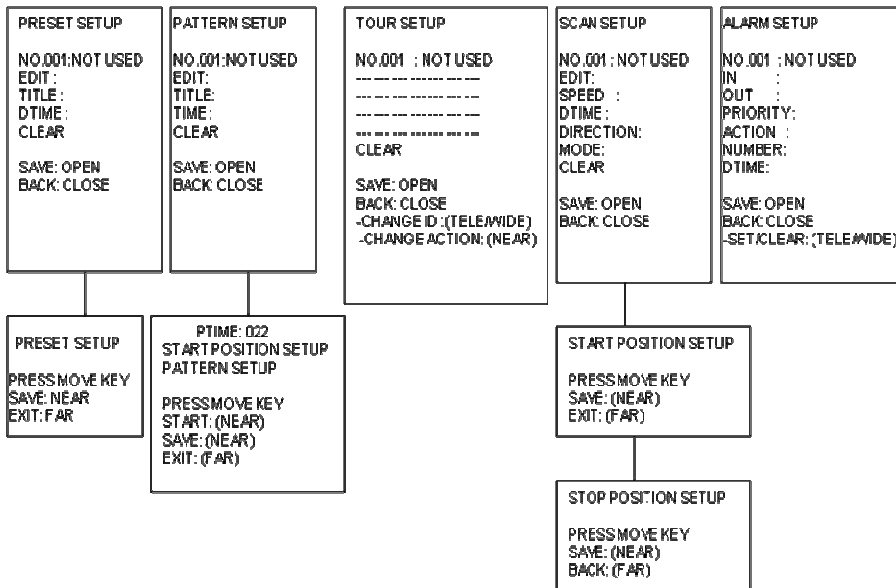 PRESET SETUP
NO.001:NOT USED
EDIT :
TITLE :
DTIME :
CLEAR
SAVE: OPEN
BACK: CLOSE
PATTERN SETUP
NO.001:NOT USED
EDIT:
TITLE:
TIME:
CLEAR
SAVE: OPEN
BACK: CLOSE
TOUR SETUP
NO.001 : NOT USED
--------------------
--------------------
--------------------
--------------------
CLEAR
SAVE: OPEN
BACK: CLOSE
-CHANGE ID :(TELE/WIDE)
-CHANGE ACTION: (NEAR)
SCAN SETUP
NO.001 : NOT USED
EDIT:
SPEED :
DTIME :
DIRECTION:
MODE:
CLEAR
SAVE: OPEN
BACK: CLOSE
ALARM SETUP
NO.001 : NOT USED
IN :
OUT :
PRIORITY:
ACTION :
NUMBER:
DTIME:
SAVE: OPEN
BACK: CLOSE
-SET/CLEAR: (TELE/WIDE)
PRESET SETUP
PRESS MOVE KEY
SAVE: NEAR
EXIT: FAR
PTIME: 022
START POSITION SETUP
PATTERN SETUP
PRESS MOVE KEY
START: (NEAR)
SAVE: (NEAR)
EXIT: (FAR)
START POSITION SETUP
PRESS MOVE KEY
SAVE: (NEAR)
EXIT: (FAR)
STOP POSITION SETUP
PRESS MOVE KEY
SAVE: (NEAR)
BACK: (FAR)